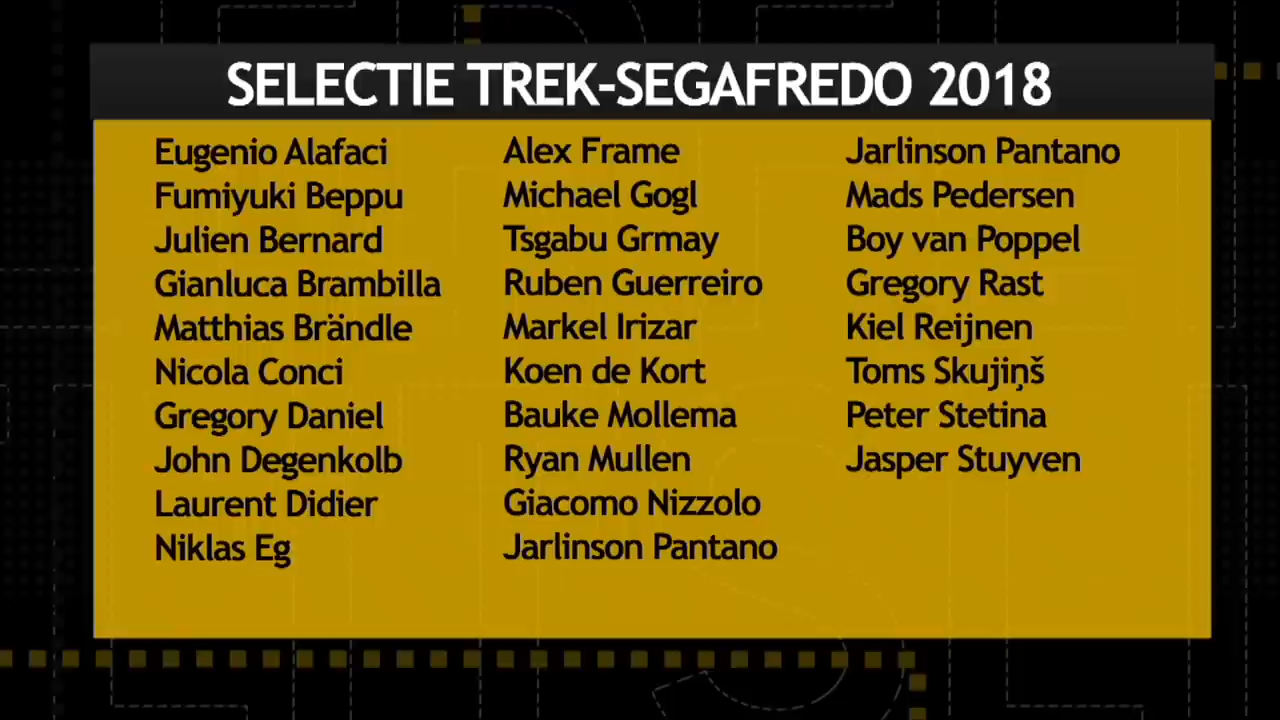 SELECTIE TREK-SEGAFREDO 2018
Eugenio Alafaci
Fumiyuki Beppu
Julien Bernard
Gianluca Brambilla
Matthias Brändle
Nicola Conci
Gregory Daniel
John Degenkolb
Laurent Didier
Niklas Eg
Alex Frame
Michael Gogl
Tsgabu Grmay
Ruben Guerreiro
Markel Irizar
Koen de Kort
Bauke Mollema
Ryan Mullen
Giacomo Nizzolo
Jarlinson Pantano
Jarlinson Pantano
Mads Pedersen
Boy van Poppel
Gregory Rast
Kiel Reijnen
Toms Skujiņš
Peter Stetina
Jasper Stuyven